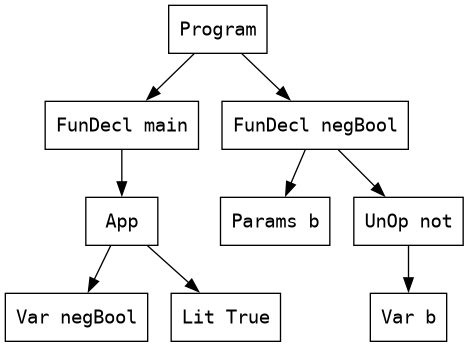 Program
FunDecl main
FunDecl negBool
App
Params b
UnOp not
Var negBool
Lit True
Var b